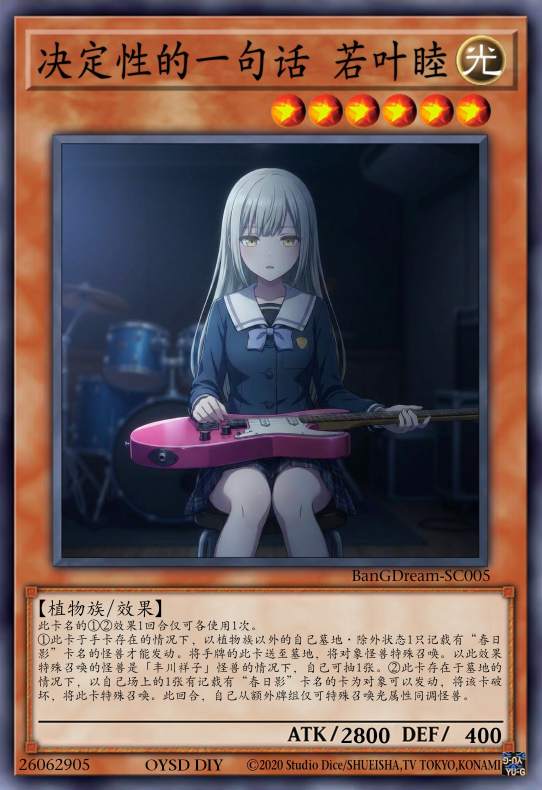 决定性的一句话 若叶睦 光
BanGDream-SC005
【植物族/效果】
此卡名的①②效果1回合仅可各使用1次。
①此卡于手卡存在的情况下，以植物族以外的自己墓地·除外状态1只记载有“春日
影”卡名的怪兽才能发动。将手牌的此卡送至墓地，将对象怪兽特殊召唤。以此效果
特殊召唤的怪兽是「丰川祥子」怪兽的情况下，自己可抽1张。②此卡存在于墓地的
情况下，以自己场上的1张有记载有“春日影”卡名的卡为对象可以发动，将该卡破
坏，将此卡特殊召唤。此回合，自己从额外牌组仅可特殊召唤光属性同调怪兽。
ATK/2800 DEF/ 400
26062905 OYSD DIY ©2020 Studio Dice/SHUEISHA,TV TOKYO,KONAMI